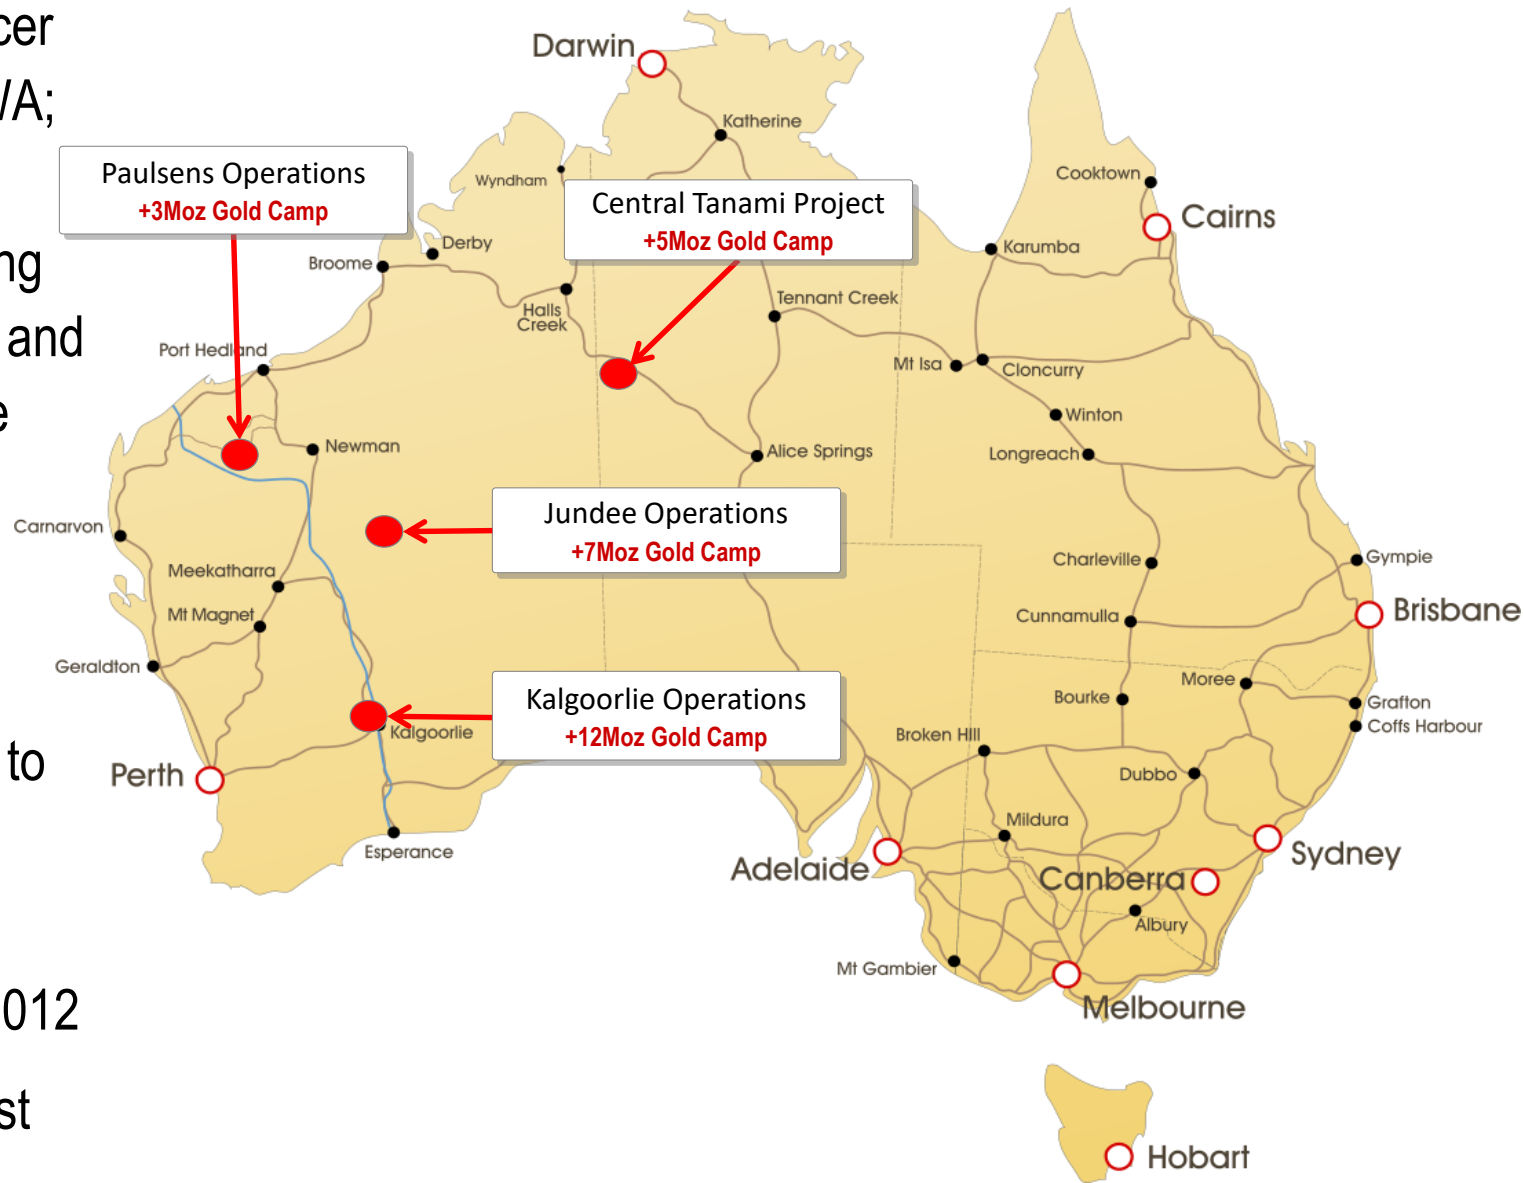 cer
/A;
ng
and
e
to
012
st
Darwin
Katherine
Wyndham
Cooktown
Cairns
Paulsens Operations
+3Moz Gold Camp
Central Tanami Project
+5Moz Gold Camp
Derby
Broome
Karumba
Halls
Creek
Tennant Creek
Port Hedland
Mt Isa
Cloncurry
Winton
Newman
Alice Springs
Longreach
Carnarvon
Jundee Operations
+7Moz Gold Camp
Meekatharra
Charleville
Gympie
Mt Magnet
Cunnamulla
Brisbane
Geraldton
Kalgoorlie Operations
+12Moz Gold Camp
Moree
Bourke
Grafton
Coffs Harbour
Kalgoorlie
Broken Hill
Perth
Dubbo
Mildura
Esperance
Adelaide
Sydney
Canberra
Albury
Mt Gambier
Melbourne
Hobart